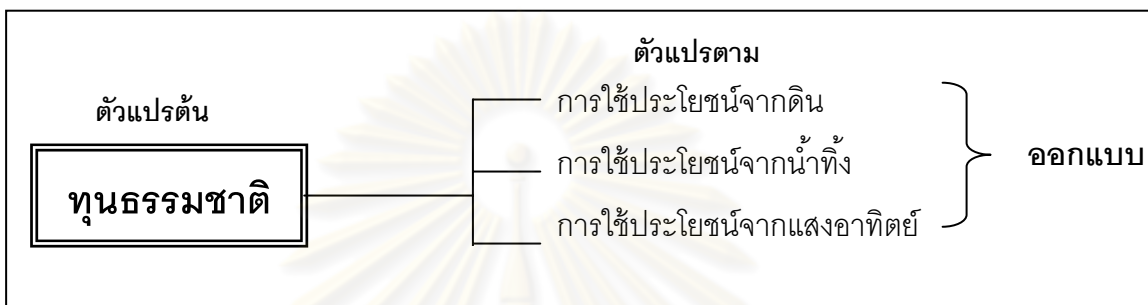 ตัวแปรตาม
ตัวแปรต้น
การใช้ประโยชน์จากดิน
การใช้ประโยชน์จากน้ำทิ้ง
ออกแบบ
ทุนธรรมชาติ
การใช้ประโยชน์จากแสงอาทิตย์